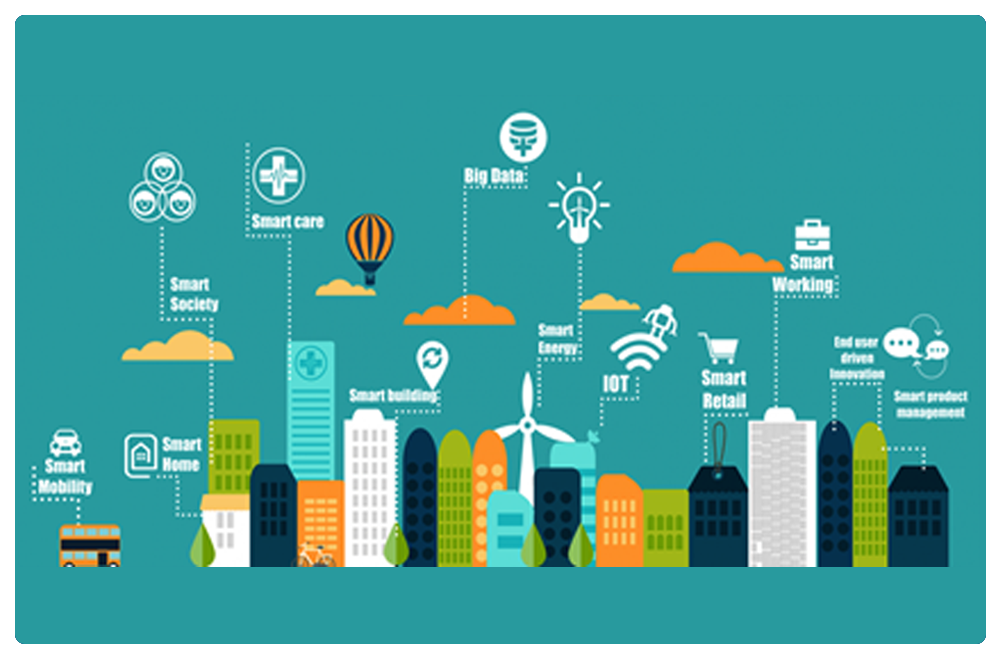 Big Data
Smart care
Smart
Working
Smart
Society
Smart
Energy
End user
driven
Innovation
IOT
Smart
Retail
Smart building
Smart product
management
Smart
Home
Smart
Mobility